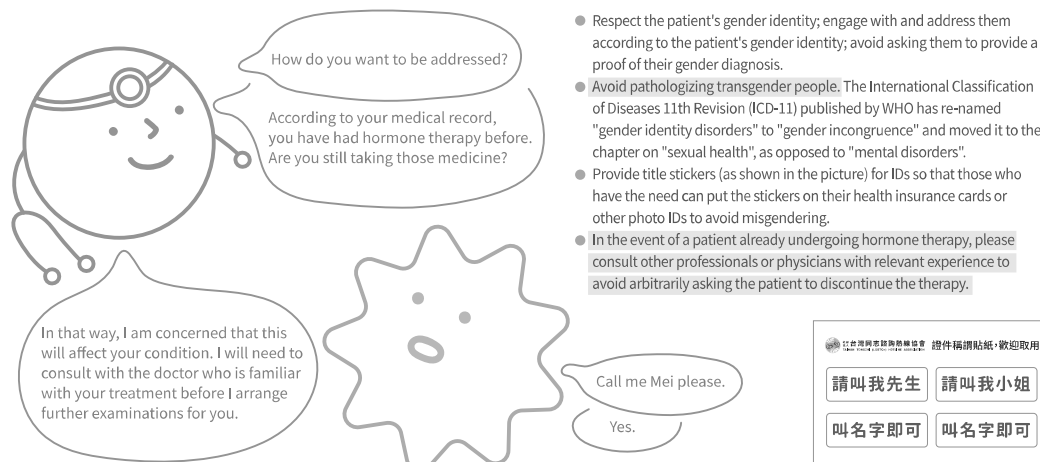 How do you want to be addressed?
According to your medical record,
you have had hormone therapy before.
Are you still taking those medicine?
In that way, I am concerned that this
will affect your condition. I will need to
consult with the doctor who is familiar
with your treatment before I arrange
further examinations for you.
Call me Mei please.
Yes.
Respect the patient's gender identity; engage with and address them
according to the patient's gender identity; avoid asking them to provide a
proof of their gender diagnosis.
Avoid pathologizing transgender people. The International Classification
of Diseases 11th Revision (ICD-11) published by WHO has re-named
"gender identity disorders" to "gender incongruence" and moved it to the
chapter on "sexual health", as opposed to "mental disorders".
Provide title stickers (as shown in the picture) for IDs so that those who
have the need can put the stickers on their health insurance cards or
other photo IDs to avoid misgendering.
In the event of a patient already undergoing hormone therapy, please
consult other professionals or physicians with relevant experience to
avoid arbitrarily asking the patient to discontinue the therapy.
台灣同志諮詢熱線協會 證件稱謂貼紙，歡迎取用
請叫我先生 請叫我小姐
叫名字即可 叫名字即可